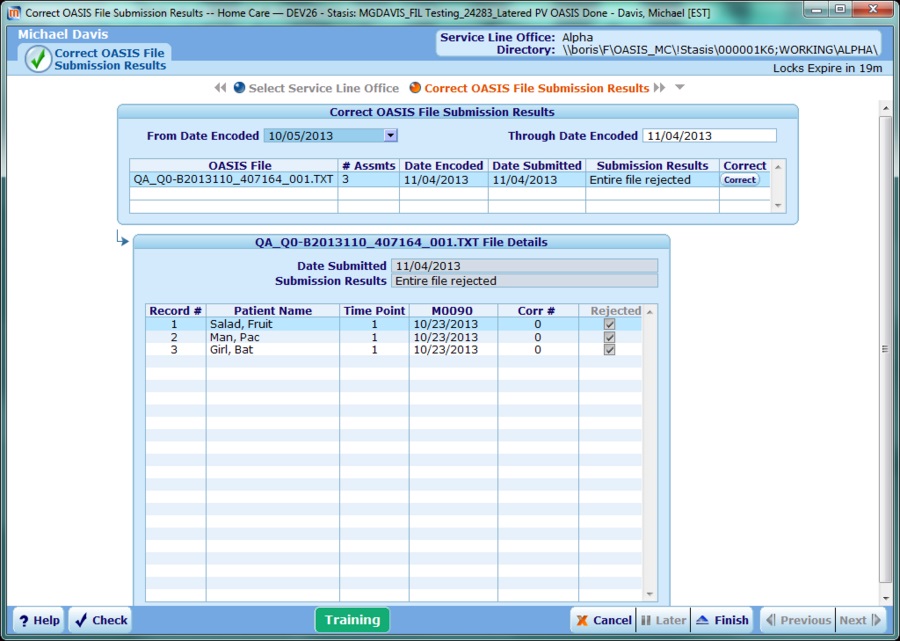 Correct OASIS File Submission Results -- Home Care — DEV26 - Stasis: MGDAVIS_FIL Testing_24283_Latered PV OASIS Done - Davis, Michael [EST]
Michael Davis
Correct OASIS File
Submission Results
Service Line Office: Alpha
Directory: \\boris\F\OASIS_MC\!Stasis\000001K6;WORKING\ALPHA\
Locks Expire in 19m
Select Service Line Office Correct OASIS File Submission Results
Correct OASIS File Submission Results
From Date Encoded 10/05/2013 Through Date Encoded 11/04/2013
OASIS File # Assmts Date Encoded Date Submitted Submission Results Correct
QA_Q0-B2013110_407164_001.TXT 3 11/04/2013 11/04/2013 Entire file rejected Correct
QA_Q0-B2013110_407164_001.TXT File Details
Date Submitted 11/04/2013
Submission Results Entire file rejected
Record # Patient Name Time Point M0090 Corr # Rejected
1 Salad, Fruit 1 10/23/2013 0
2 Man, Pac 1 10/23/2013 0
3 Girl, Bat 1 10/23/2013 0
? Help Check Training Cancel Later Finish Previous Next